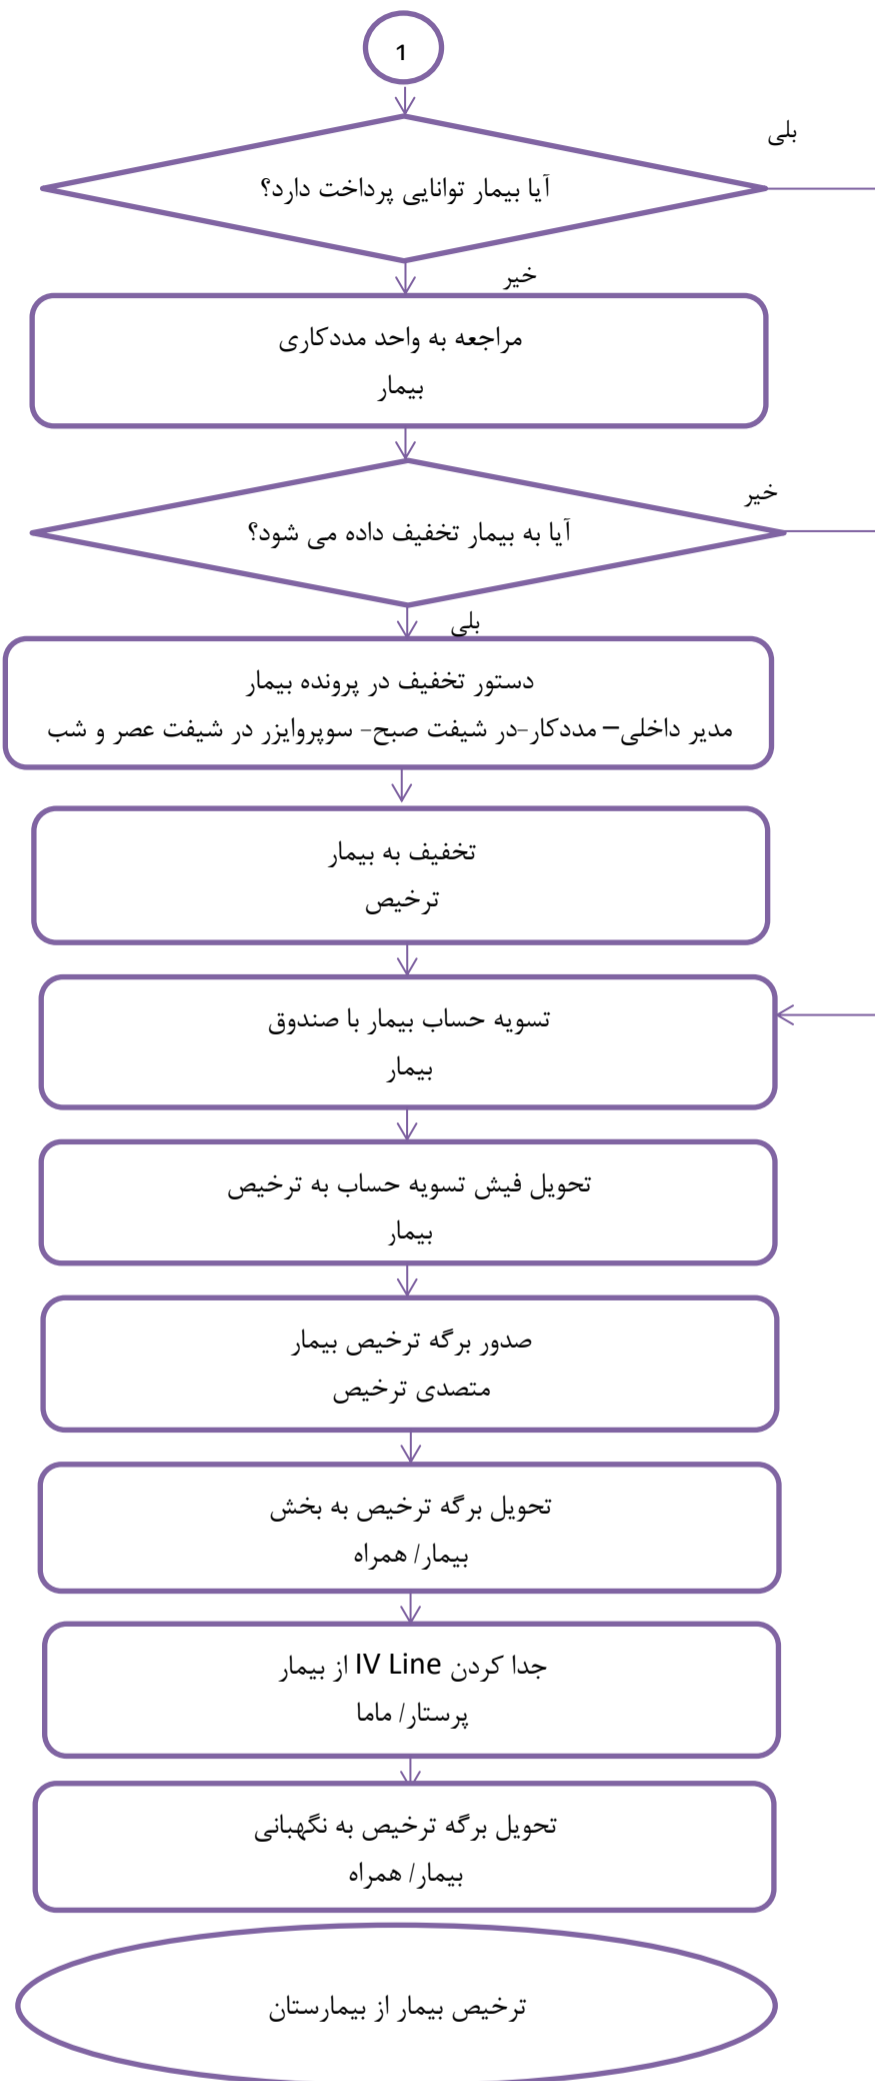 1
بلی
آیا بیمار توانایی پرداخت دارد؟
خیر
مراجعه به واحد مددکاری
بیمار
خیر
آیا به بیمار تخفیف داده می شود؟
بلی
دستور تخفیف در پرونده بیمار
مدیر داخلی– مددکار-در شیفت صبح- سوپروایزر در شیفت عصر و شب
تخفیف به بیمار
ترخیص
تسویه حساب بیمار با صندوق
بیمار
تحویل فیش تسویه حساب به ترخیص
بیمار
صدور برگه ترخیص بیمار
متصدی ترخیص
تحویل برگه ترخیص به بخش
بیمار/ همراه
جدا کردن IV Line از بیمار
پرستار/ ماما
تحویل برگه ترخیص به نگهبانی
بیمار/ همراه
ترخیص بیمار از بیمارستان